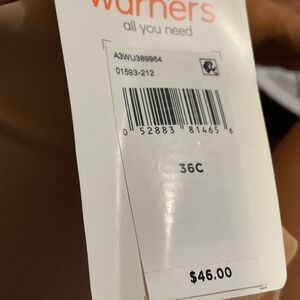 warners
all you need
A3WU389964
01593-212
0 52883 81465 6
36C
$46.00